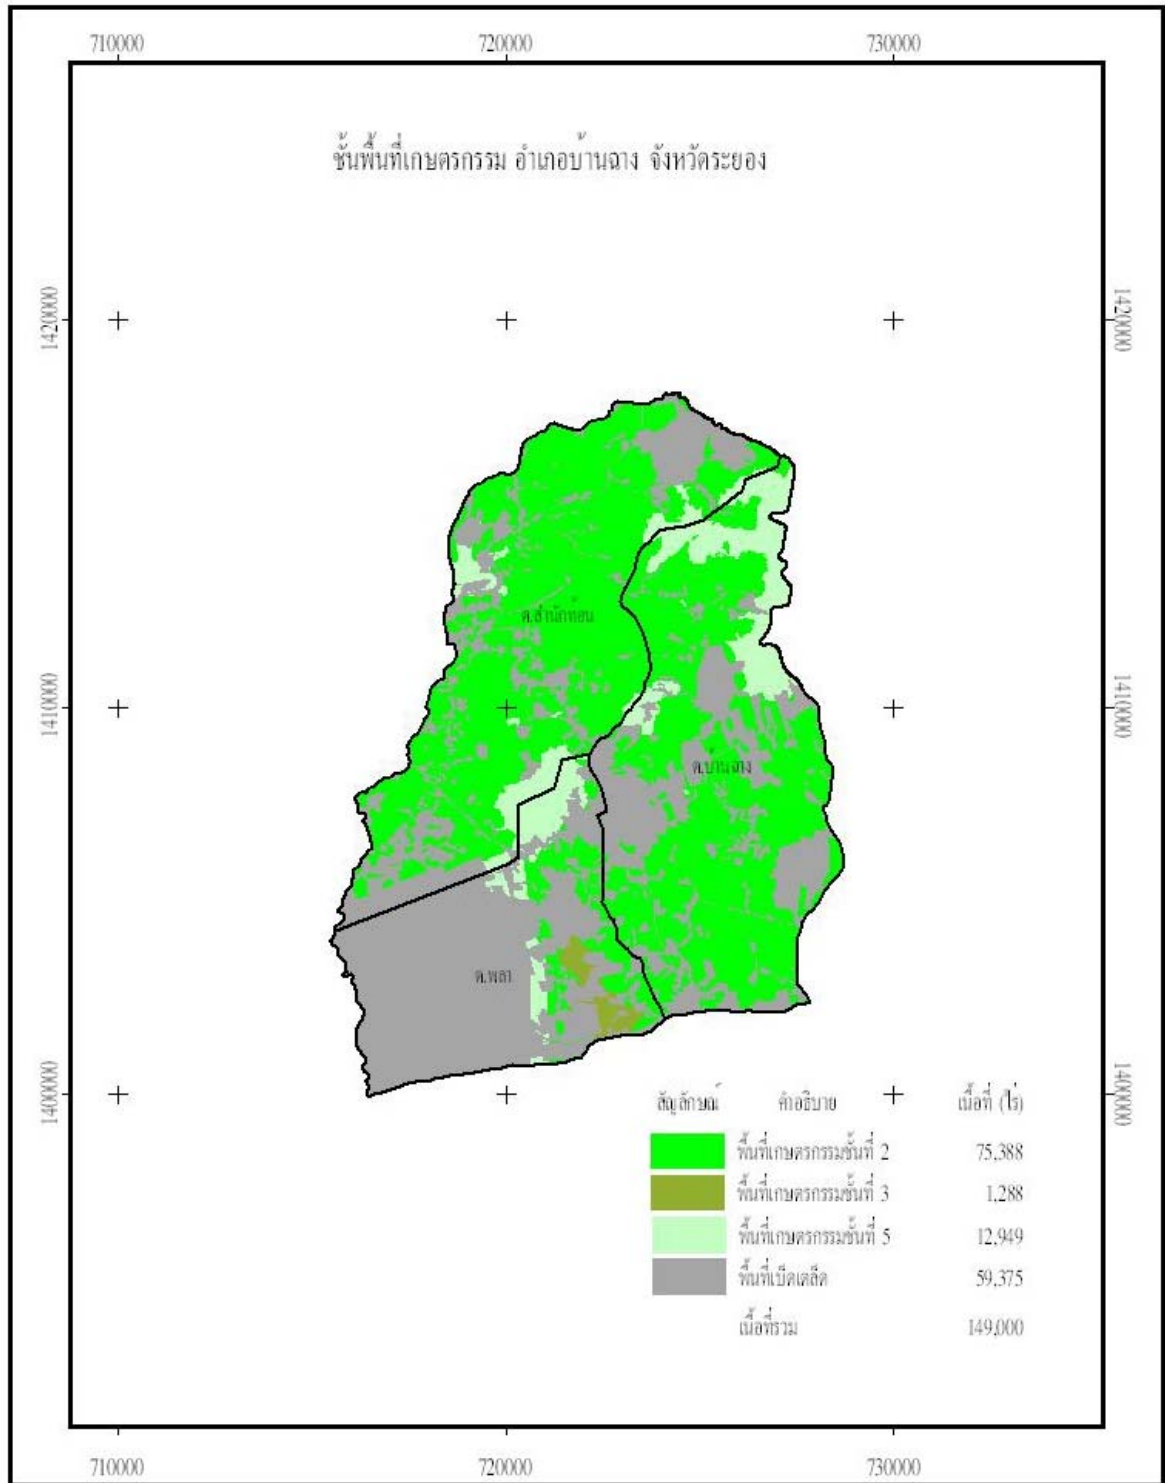 710000 720000 730000
ชั้นพื้นที่เกษตรกรรม อำเภอบ้านฉาง จังหวัดระยอง
1420000 1420000
ต.สำนักท้อน
1410000 1410000
ต.บ้านฉาง
ต.พลา
1400000 1400000
สัญลักษณ์ คำอธิบาย เนื้อที่ (ไร่)
พื้นที่เกษตรกรรมชั้นที่ 2 75,388
พื้นที่เกษตรกรรมชั้นที่ 3 1,288
พื้นที่เกษตรกรรมชั้นที่ 5 12,949
พื้นที่เบ็ดเตล็ด 59,375
เนื้อที่รวม 149,000
710000 720000 730000